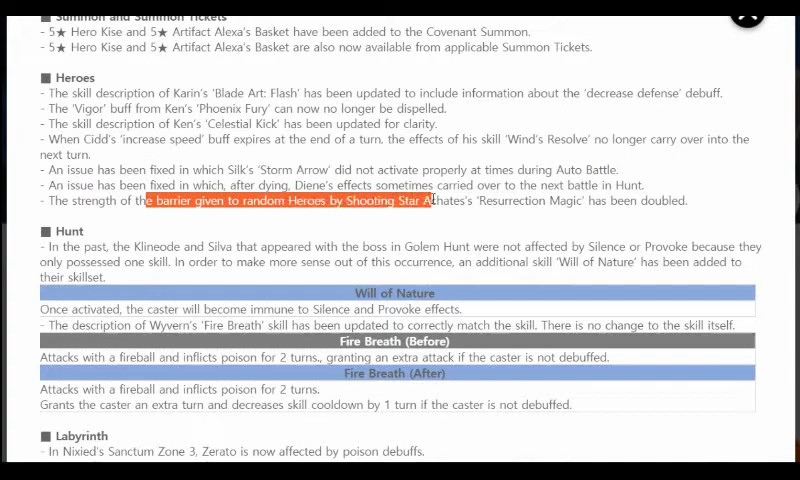 ■ Summon and Summon Tickets
- 5★ Hero Kise and 5★ Artifact Alexa's Basket have been added to the Covenant Summon.
- 5★ Hero Kise and 5★ Artifact Alexa's Basket are also now available from applicable Summon Tickets.
■ Heroes
- The skill description of Karin's 'Blade Art: Flash' has been updated to include information about the 'decrease defense' debuff.
- The 'Vigor' buff from Ken's 'Phoenix Fury' can now no longer be dispelled.
- The skill description of Ken's 'Celestial Kick' has been updated for clarity.
- When Cidd's 'increase speed' buff expires at the end of a turn, the effects of his skill 'Wind's Resolve' no longer carry over into the
next turn.
- An issue has been fixed in which Silk's 'Storm Arrow' did not activate properly at times during Auto Battle.
- An issue has been fixed in which, after dying, Diene's effects sometimes carried over to the next battle in Hunt.
- The strength of the barrier given to random Heroes by Shooting Star Achates's 'Resurrection Magic' has been doubled.
■ Hunt
- In the past, the Klineode and Silva that appeared with the boss in Golem Hunt were not affected by Silence or Provoke because they
only possessed one skill. In order to make more sense out of this occurrence, an additional skill 'Will of Nature' has been added to
their skillset.
Will of Nature
Once activated, the caster will become immune to Silence and Provoke effects.
- The description of Wyvern's 'Fire Breath' skill has been updated to correctly match the skill. There is no change to the skill itself.
Fire Breath (Before)
Attacks with a fireball and inflicts poison for 2 turns., granting an extra attack if the caster is not debuffed.
Fire Breath (After)
Attacks with a fireball and inflicts poison for 2 turns.
Grants the caster an extra turn and decreases skill cooldown by 1 turn if the caster is not debuffed.
■ Labyrinth
- In Nixied's Sanctum Zone 3, Zerato is now affected by poison debuffs.